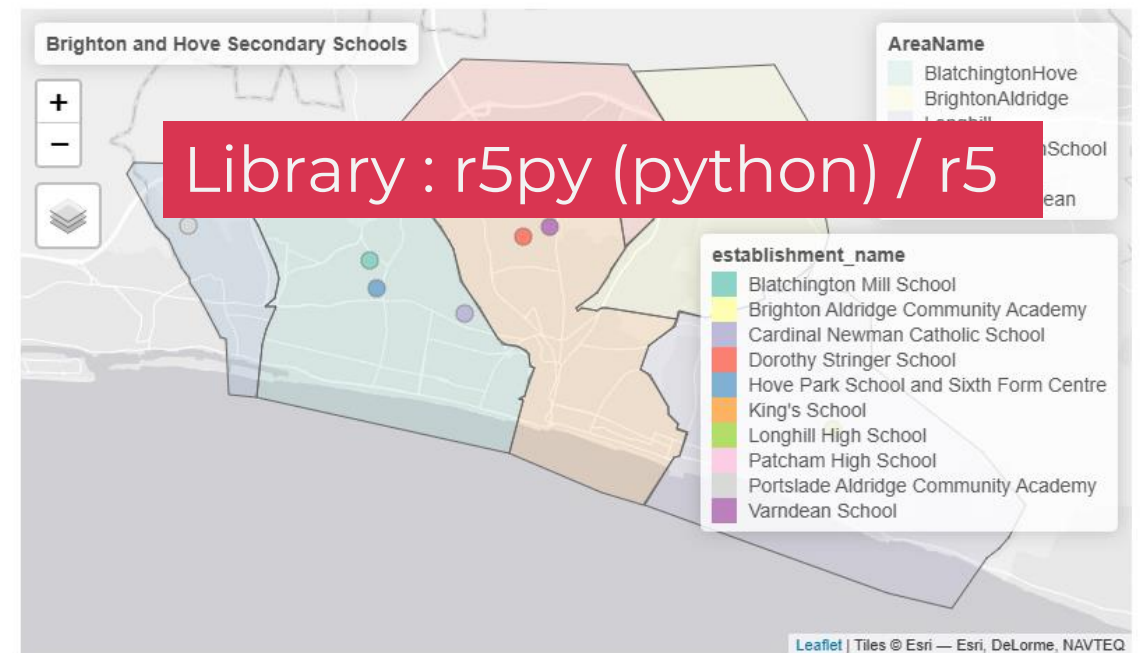 Brighton and Hove Secondary Schools
+
−
AreaName
BlatchingtonHove
BrightonAldridge
Library : r5py (python) / r5
establishment_name
Blatchington Mill School
Brighton Aldridge Community Academy
Cardinal Newman Catholic School
Dorothy Stringer School
Hove Park School and Sixth Form Centre
King's School
Longhill High School
Patcham High School
Portslade Aldridge Community Academy
Varndean School
Leaflet | Tiles © Esri — Esri, DeLorme, NAVTEQ